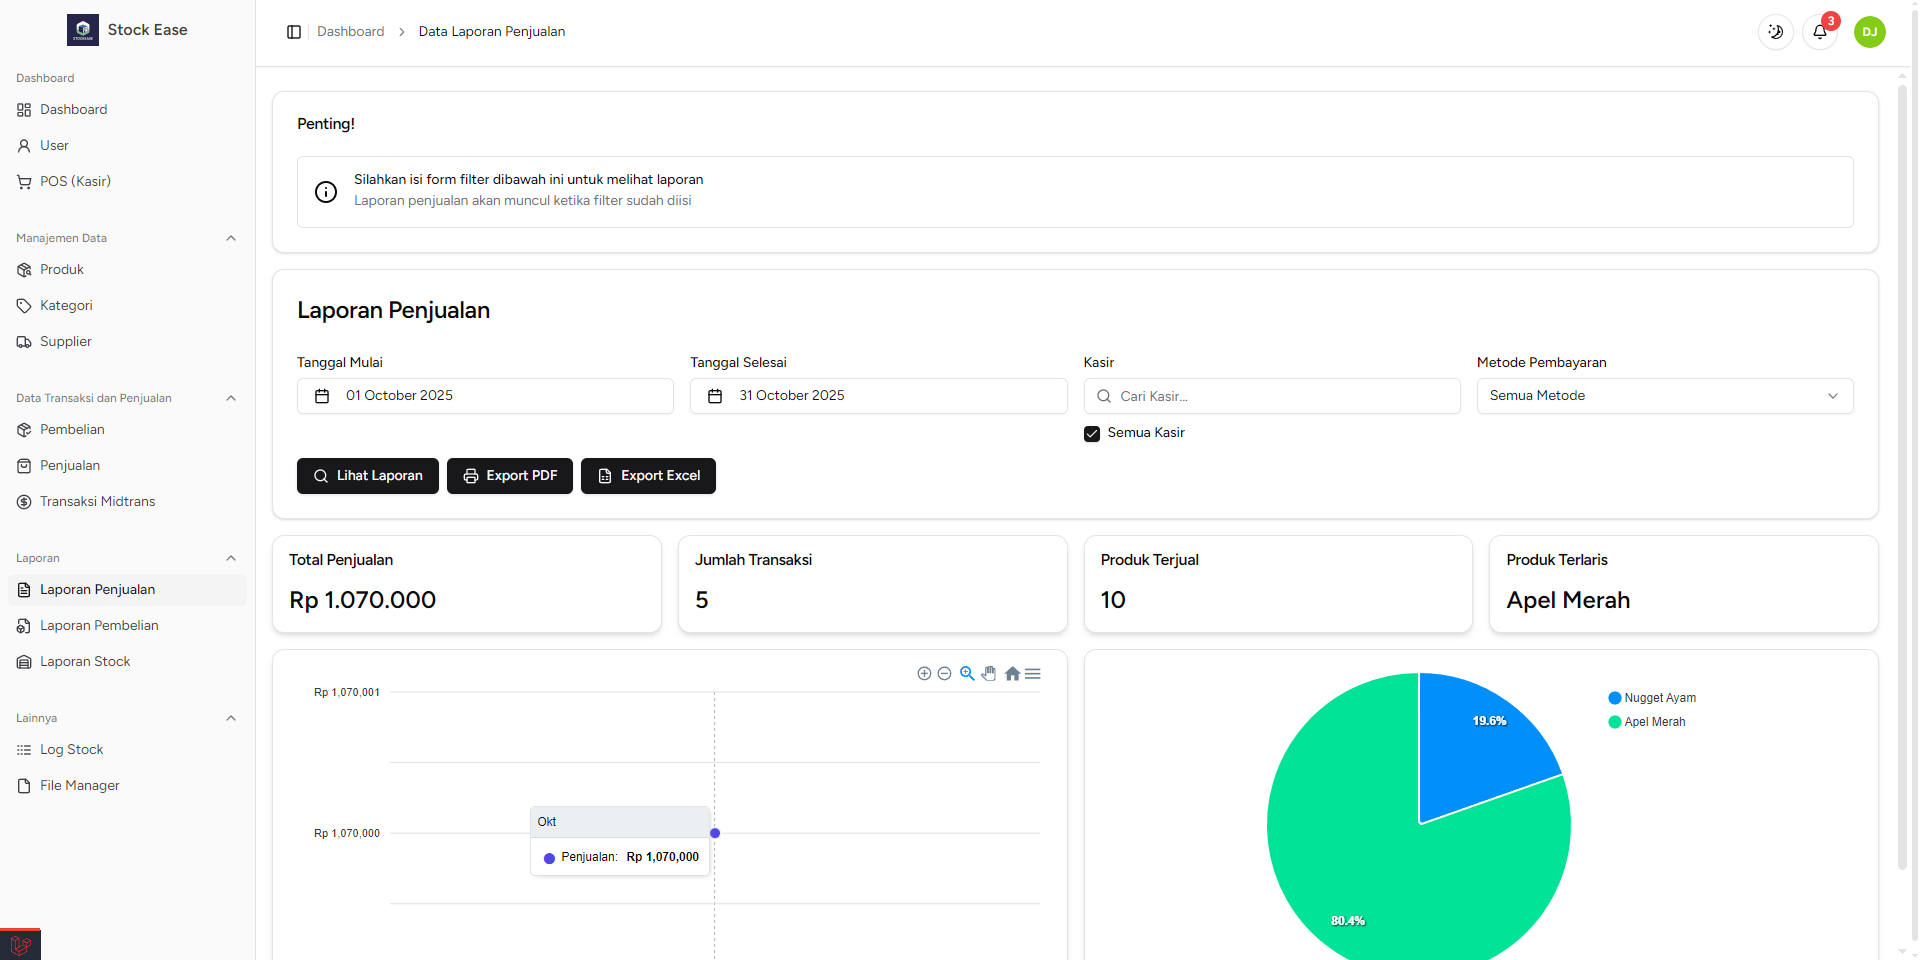 Stock Ease
Dashboard
Dashboard
User
POS (Kasir)
Manajemen Data
Produk
Kategori
Supplier
Data Transaksi dan Penjualan
Pembelian
Penjualan
Transaksi Midtrans
Laporan
Laporan Penjualan
Laporan Pembelian
Laporan Stock
Lainnya
Log Stock
File Manager
Dashboard > Data Laporan Penjualan
3
DJ
Penting!
Silahkan isi form filter dibawah ini untuk melihat laporan
Laporan penjualan akan muncul ketika filter sudah diisi
Laporan Penjualan
Tanggal Mulai
01 October 2025
Tanggal Selesai
31 October 2025
Kasir
Cari Kasir...
Semua Kasir
Metode Pembayaran
Semua Metode
Lihat Laporan
Export PDF
Export Excel
Total Penjualan
Rp 1.070.000
Jumlah Transaksi
5
Produk Terjual
10
Produk Terlaris
Apel Merah
Rp 1,070,001
Rp 1,070,000
Okt
Penjualan: Rp 1,070,000
19.6%
80.4%
Nugget Ayam
Apel Merah